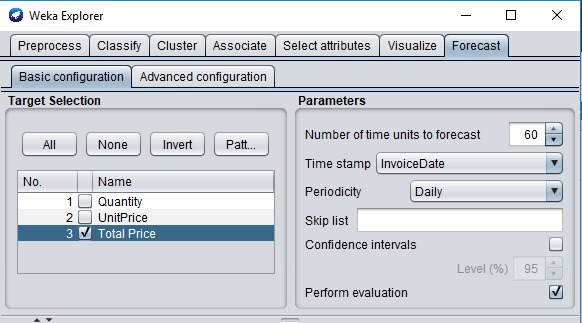 Weka Explorer
Preprocess Classify Cluster Associate Select attributes Visualize Forecast
Basic configuration Advanced configuration
Target Selection
All None Invert Patt...
No. Name
1 Quantity
2 UnitPrice
3 Total Price
Parameters
Number of time units to forecast 60
Time stamp InvoiceDate
Periodicity Daily
Skip list
Confidence intervals
Level (%) 95
Perform evaluation